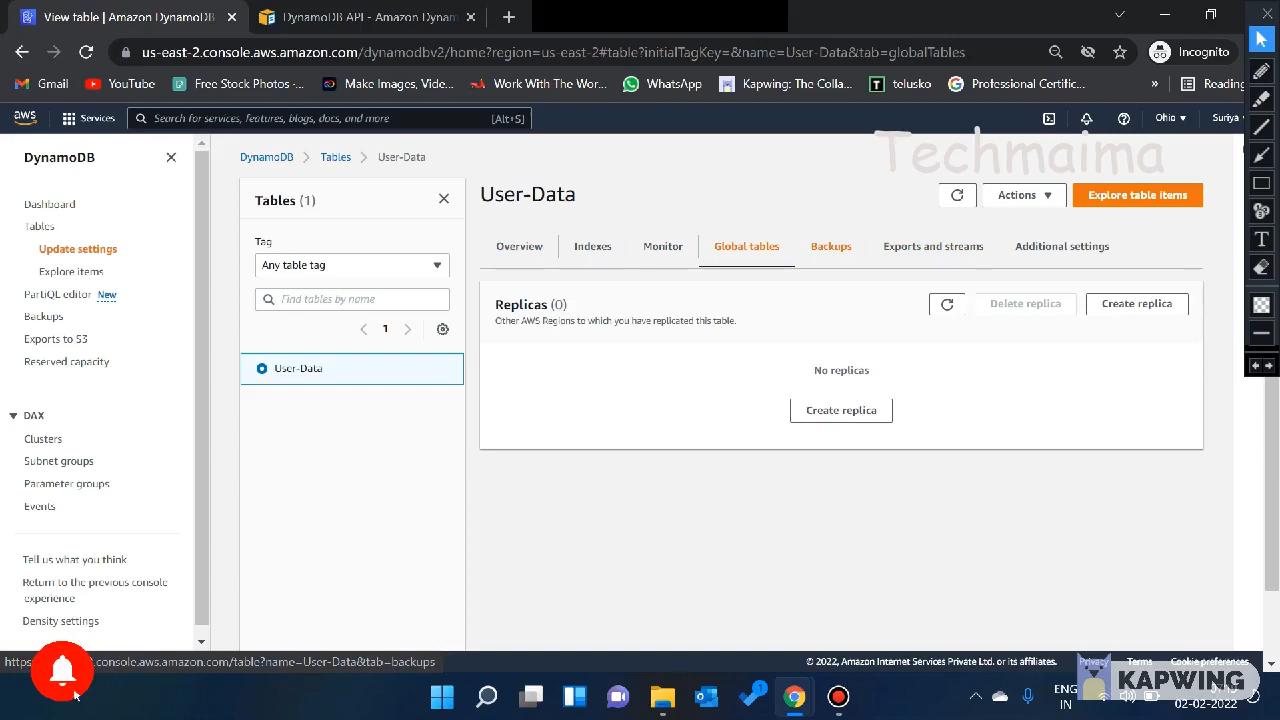 View table | Amazon DynamoDB
DynamoDB API - Amazon Dynam
us-east-2.console.aws.amazon.com/dynamodbv2/home?region=us-east-2#table?initialTagKey=&name=User-Data&tab=globalTables
Incognito
Gmail
YouTube
Free Stock Photos -...
Make Images, Video...
Work With the Wor...
WhatsApp
Kapwing: The Cam...
telusko
Professional Certific...
»
Reading
aws
Services
Search for services, features, blogs, docs, and more
[Alt+S]
Ohio
Suriya
Techmaima
DynamoDB
Dashboard
Tables
Update settings
Explore items
PartiQL editor New
Backups
Exports to S3
Reserved capacity
DAX
Clusters
Subnet groups
Parameter groups
Events
Tell us what you think
Return to the previous console
experience
Density settings
DynamoDB > Tables > User-Data
Tables (1)
Tag
Any table tag
Find tables by name
1
User-Data
User-Data
Actions
Explore table items
Overview
Indexes
Monitor
Global tables
Backups
Exports and streams
Additional settings
Replicas (0)
Other AWS Regions to which you have replicated this table.
Delete replica
Create replica
No replicas
Create replica
.console.aws.amazon.com/table?name=User-Data&tab=backups
© 2022, Amazon Internet Services Private Ltd. or its affiliates.
Privacy
Terms
Cookie preferences
KAPWING
ENG
IN
02-02-2022